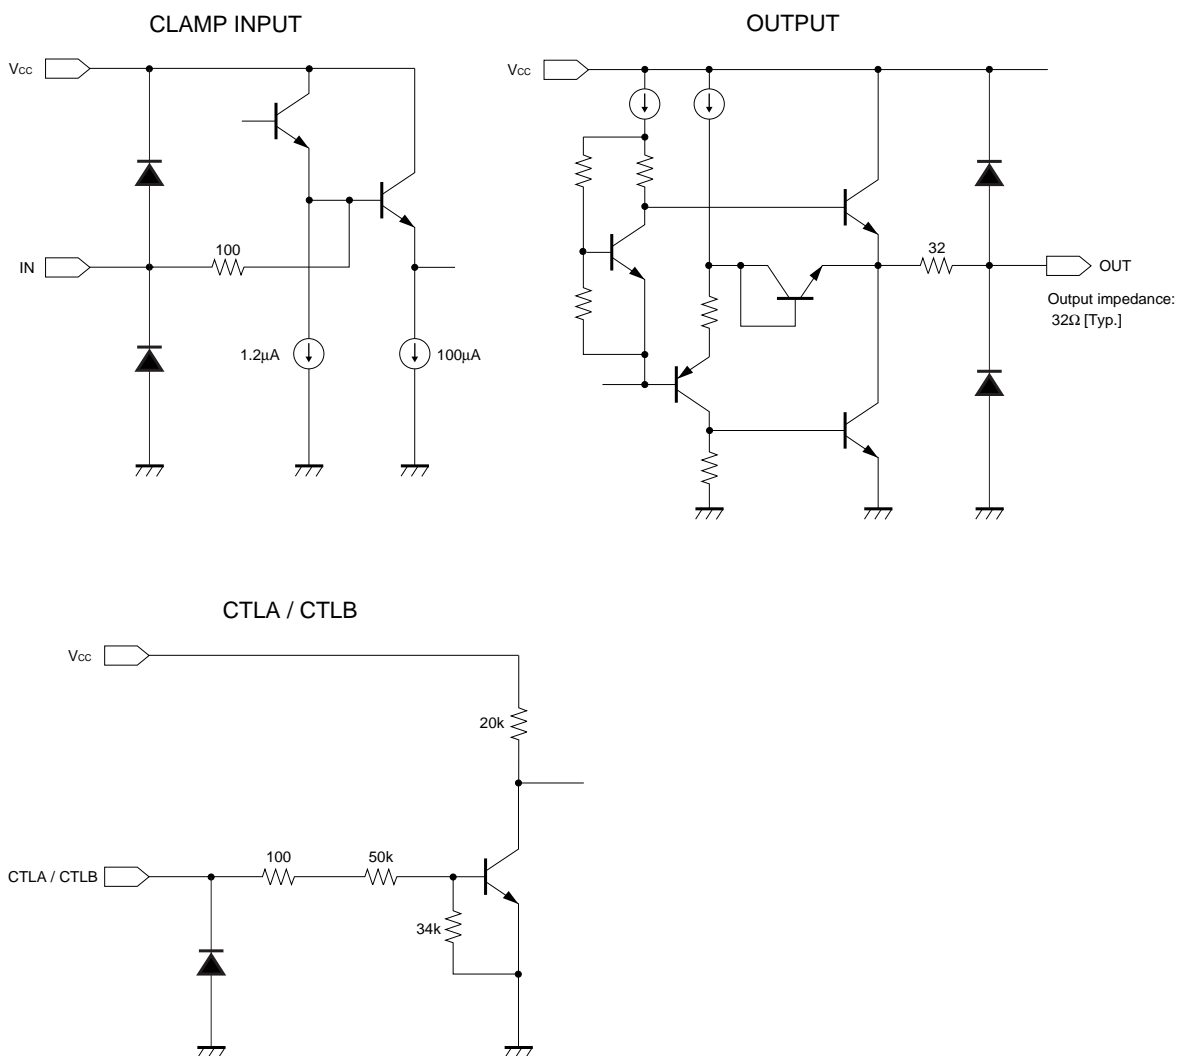 CLAMP INPUT
Vcc
IN
100
1.2μA
100μA
OUTPUT
Vcc
32
OUT
Output impedance:
32Ω [Typ.]
CTLA / CTLB
Vcc
20k
CTLA / CTLB
100
50k
34k